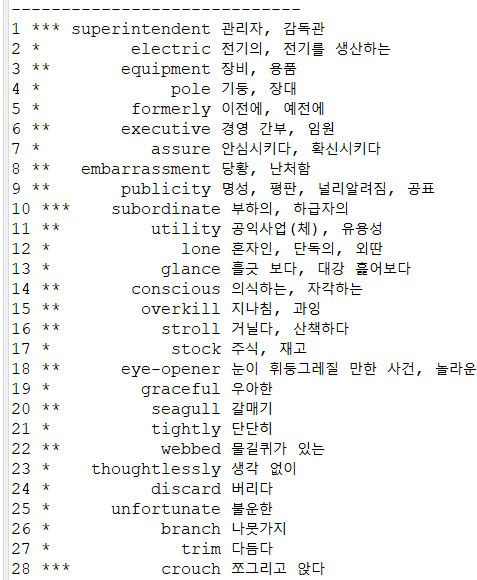 -----------------------------
1 *** superintendent 관리자, 감독관
2 * electric 전기의, 전기를 생산하는
3 ** equipment 장비, 용품
4 * pole 기둥, 장대
5 * formerly 이전에, 예전에
6 ** executive 경영 간부, 임원
7 * assure 안심시키다, 확신시키다
8 ** embarrassment 당황, 난처함
9 ** publicity 명성, 평판, 널리알려짐, 공표
10 *** subordinate 부하의, 하급자의
11 ** utility 공익사업(체), 유용성
12 * lone 혼자인, 단독의, 외딴
13 * glance 흘긋 보다, 대강 훑어보다
14 ** conscious 의식하는, 자각하는
15 ** overkill 지나침, 과잉
16 ** stroll 거닐다, 산책하다
17 * stock 주식, 재고
18 ** eye-opener 눈이 휘둥그레질 만한 사건, 놀라운
19 * graceful 우아한
20 ** seagull 갈매기
21 * tightly 단단히
22 ** webbed 물갈퀴가 있는
23 * thoughtlessly 생각 없이
24 * discard 버리다
25 * unfortunate 불운한
26 * branch 나뭇가지
27 * trim 다듬다
28 *** crouch 쪼그리고 앉다